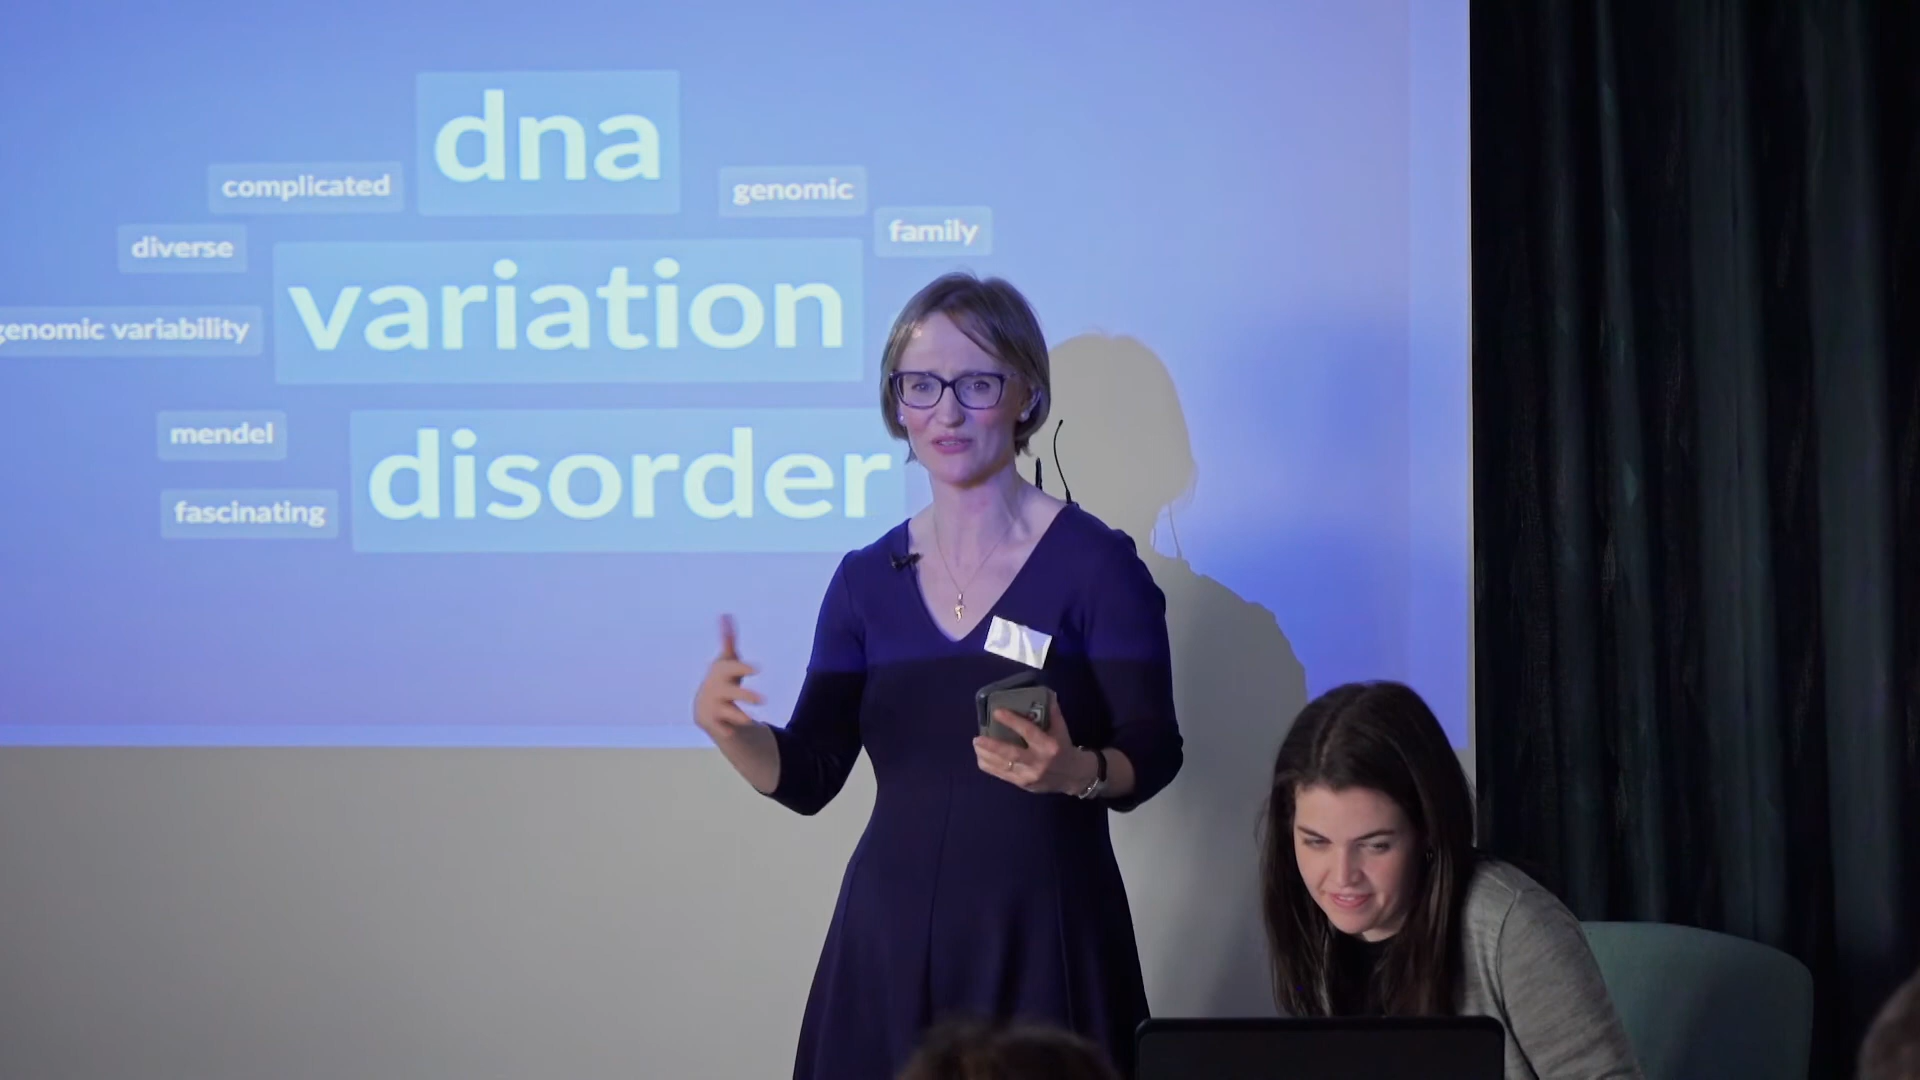 dna
complicated
genomic
family
diverse
variation
genomic variability
mendel
disorder
fascinating